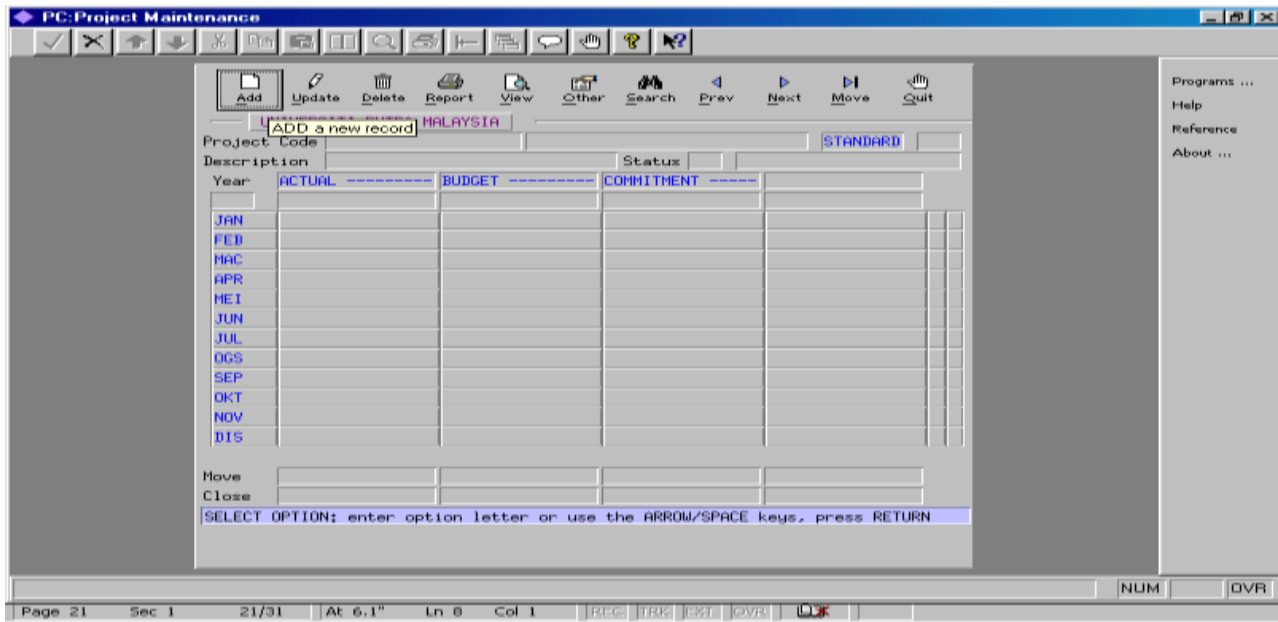 PC:Project Maintenance
Add Update Delete Report View Other Search Prev Next Move Quit
Programs ...
Help
Reference
About ...
MALAYSIA
ADD a new record
Project Code STANDARD
Description Status
Year ACTUAL --------- BUDGET --------- COMMITMENT -----
JAN
FEB
MAC
APR
MEI
JUN
JUL
OGS
SEP
OKT
NOV
DIS
Move
Close
SELECT OPTION: enter option letter or use the ARROW/SPACE keys, press RETURN
NUM OVR
Page 21 Sec 1 21/31 At 6.1" Ln 8 Col 1 REC TRK EXT OVR